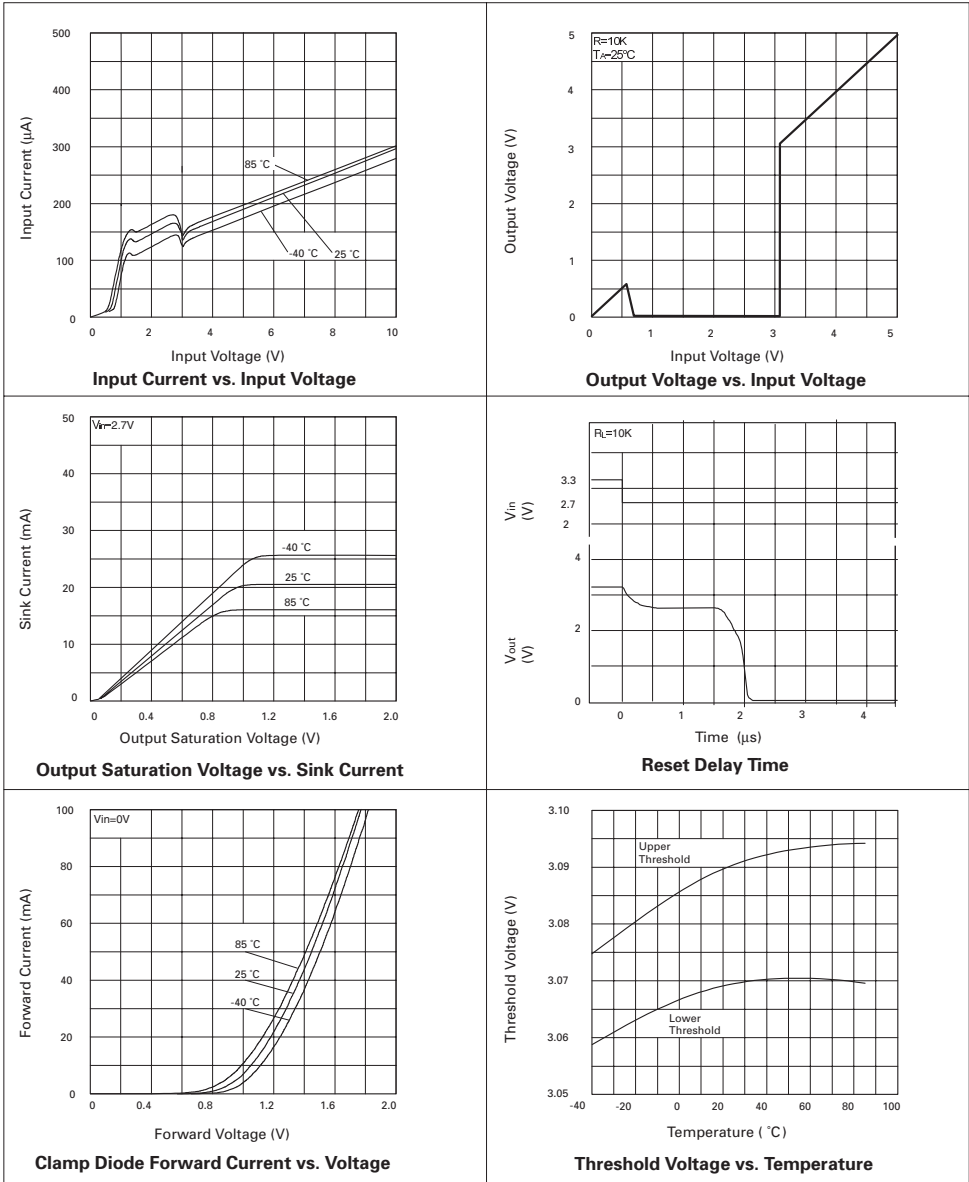 500
400
300
200
100
0
Input Current (µA)
85 ˚C
-40 ˚C
25 ˚C
0 2 4 6 8 10
Input Voltage (V)
Input Current vs. Input Voltage
R=10K
TA=25ºC
5
4
3
2
1
0
Output Voltage (V)
0 1 2 3 4 5
Input Voltage (V)
Output Voltage vs. Input Voltage
Vin=2.7V
50
40
30
20
10
0
Sink Current (mA)
-40 ˚C
25 ˚C
85 ˚C
0 0.4 0.8 1.2 1.6 2.0
Output Saturation Voltage (V)
Output Saturation Voltage vs. Sink Current
RL=10K
3.3
2.7
2
Vin
(V)
4
2
0
Vout
(V)
0 1 2 3 4
Time (µs)
Reset Delay Time
Vin=0V
100
80
60
40
20
0
Forward Current (mA)
85 ˚C
25 ˚C
-40 ˚C
0 0.4 0.8 1.2 1.6 2.0
Forward Voltage (V)
Clamp Diode Forward Current vs. Voltage
3.10
3.09
3.08
3.07
3.06
3.05
Threshold Voltage (V)
Upper
Threshold
Lower
Threshold
-40 -20 0 20 40 60 80 100
Temperature ( ˚C)
Threshold Voltage vs. Temperature